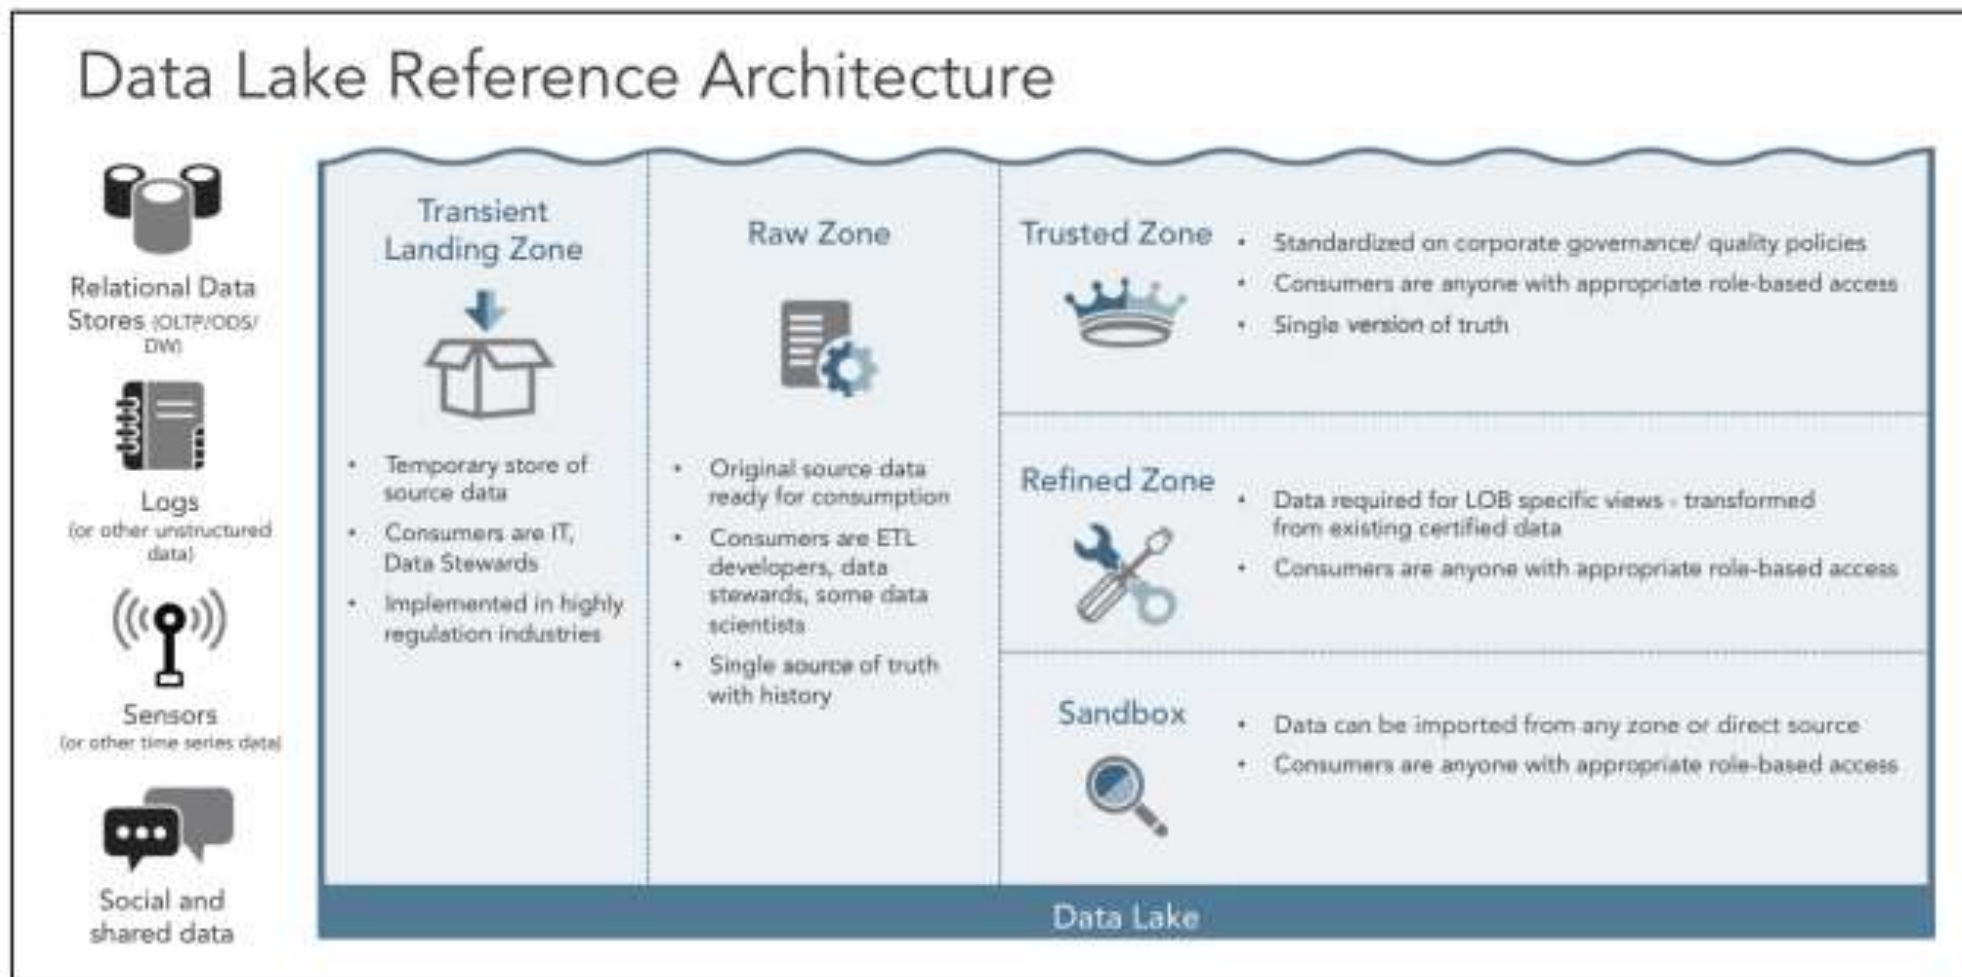 Data Lake Reference Architecture
Relational Data
Stores (OLTP/ODS/
DW)
Logs
(or other unstructured
data)
Sensors
(or other time series data)
Social and
shared data
Transient
Landing Zone
• Temporary store of
source data
• Consumers are IT,
Data Stewards
• Implemented in highly
regulation industries
Raw Zone
• Original source data
ready for consumption
• Consumers are ETL
developers, data
stewards, some data
scientists
• Single source of truth
with history
Trusted Zone
• Standardized on corporate governance/ quality policies
• Consumers are anyone with appropriate role-based access
• Single version of truth
Refined Zone
• Data required for LOB specific views - transformed
from existing certified data
• Consumers are anyone with appropriate role-based access
Sandbox
• Data can be imported from any zone or direct source
• Consumers are anyone with appropriate role-based access
Data Lake